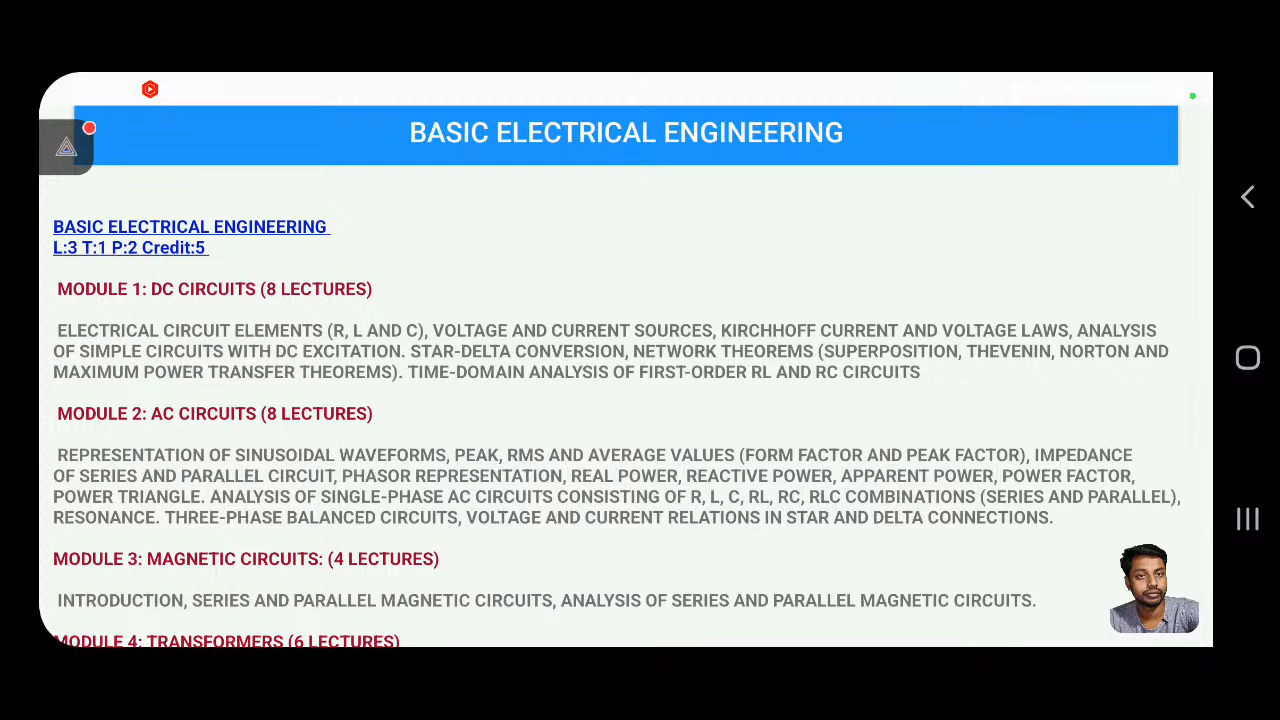 BASIC ELECTRICAL ENGINEERING
BASIC ELECTRICAL ENGINEERING
L:3 T:1 P:2 Credit:5
MODULE 1: DC CIRCUITS (8 LECTURES)
ELECTRICAL CIRCUIT ELEMENTS (R, L AND C), VOLTAGE AND CURRENT SOURCES, KIRCHHOFF CURRENT AND VOLTAGE LAWS, ANALYSIS
OF SIMPLE CIRCUITS WITH DC EXCITATION. STAR-DELTA CONVERSION, NETWORK THEOREMS (SUPERPOSITION, THEVENIN, NORTON AND
MAXIMUM POWER TRANSFER THEOREMS). TIME-DOMAIN ANALYSIS OF FIRST-ORDER RL AND RC CIRCUITS
MODULE 2: AC CIRCUITS (8 LECTURES)
REPRESENTATION OF SINUSOIDAL WAVEFORMS, PEAK, RMS AND AVERAGE VALUES (FORM FACTOR AND PEAK FACTOR), IMPEDANCE
OF SERIES AND PARALLEL CIRCUIT, PHASOR REPRESENTATION, REAL POWER, REACTIVE POWER, APPARENT POWER, POWER FACTOR,
POWER TRIANGLE. ANALYSIS OF SINGLE-PHASE AC CIRCUITS CONSISTING OF R, L, C, RL, RC, RLC COMBINATIONS (SERIES AND PARALLEL),
RESONANCE. THREE-PHASE BALANCED CIRCUITS, VOLTAGE AND CURRENT RELATIONS IN STAR AND DELTA CONNECTIONS.
MODULE 3: MAGNETIC CIRCUITS: (4 LECTURES)
INTRODUCTION, SERIES AND PARALLEL MAGNETIC CIRCUITS, ANALYSIS OF SERIES AND PARALLEL MAGNETIC CIRCUITS.
MODULE 4: TRANSFORMERS (6 LECTURES)